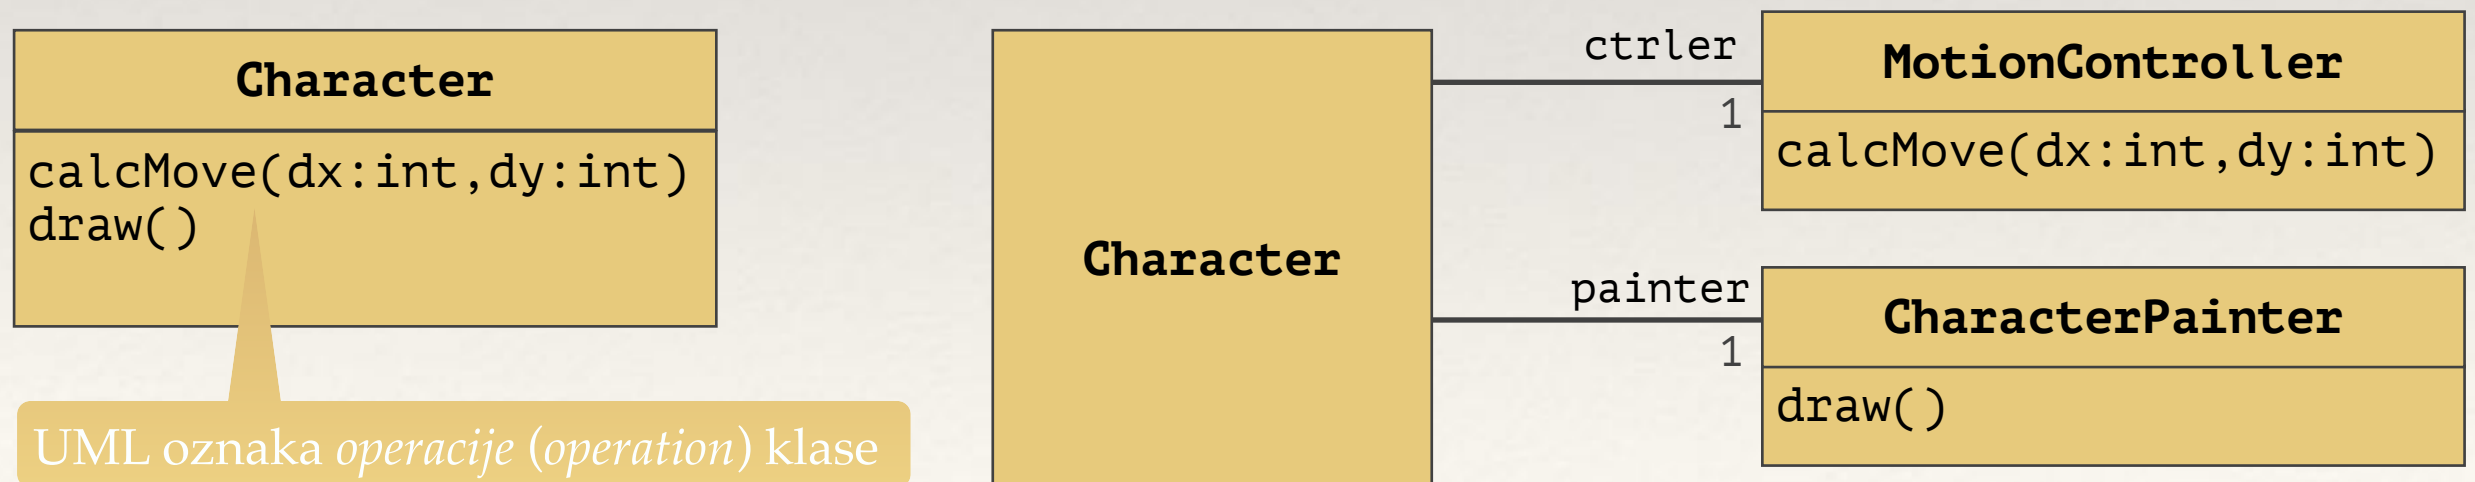 Character
calcMove(dx:int,dy:int)
draw()
UML oznaka operacije (operation) klase
Character
ctrler
1
painter
1
MotionController
calcMove(dx:int,dy:int)
CharacterPainter
draw()